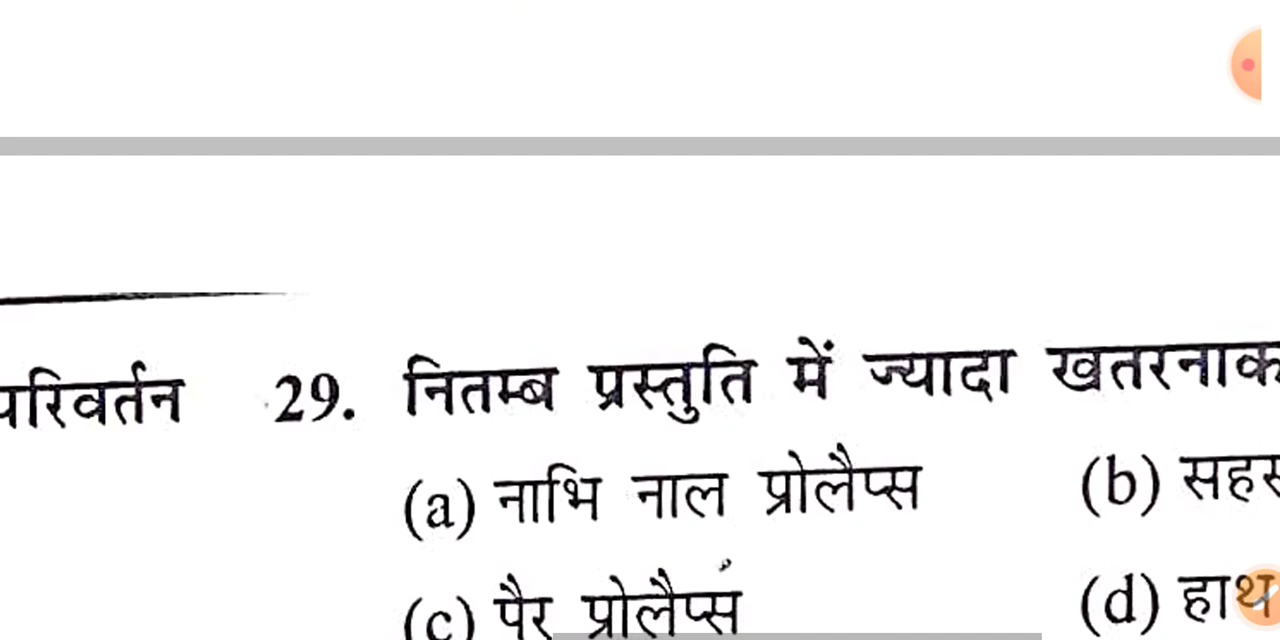 परिवर्तन 29. नितम्ब प्रस्तुति में ज्यादा खतरनाक
(a) नाभि नाल प्रोलैप्स (b)
(c) पैर प्रोलैप्स (d) हाथ